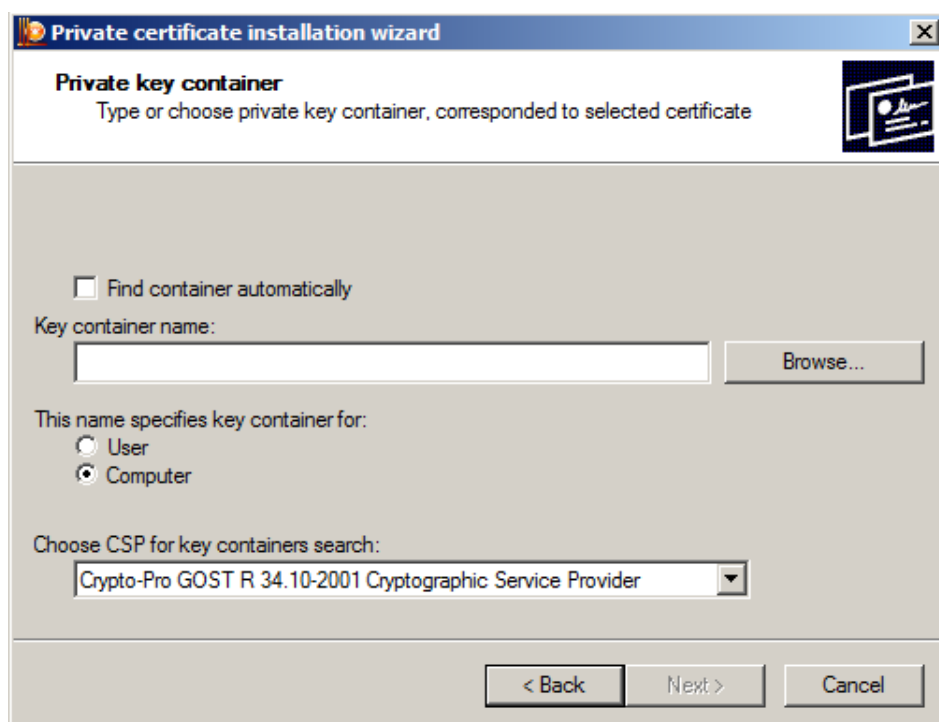 Private certificate installation wizard
Private key container
Type or choose private key container, corresponded to selected certificate
Find container automatically
Key container name:
Browse...
This name specifies key container for:
User
Computer
Choose CSP for key containers search:
Crypto-Pro GOST R 34.10-2001 Cryptographic Service Provider
< Back
Next >
Cancel